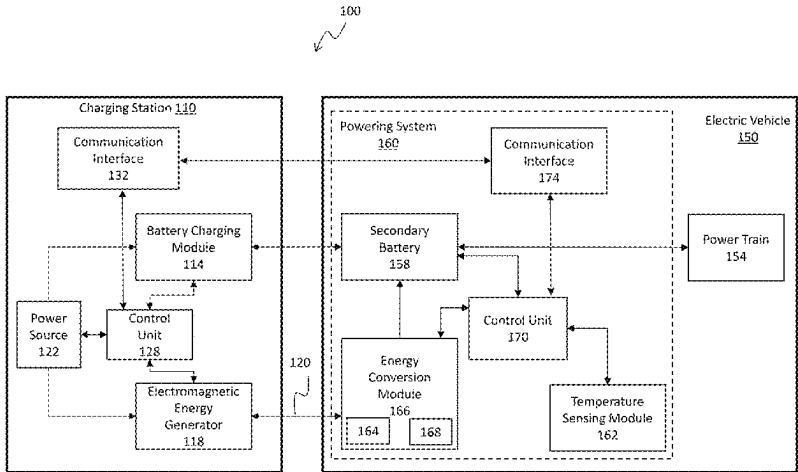 100
Charging Station 110
Communication
Interface
132
Battery Charging
Module
114
Power
Source
122
Control
Unit
128
Electromagnetic
Energy
Generator
118
120
Electric Vehicle
150
Powering System
160
Communication
Interface
174
Secondary
Battery
158
Power Train
154
Control Unit
170
Energy
Conversion
Module
166
164
168
Temperature
Sensing Module
162